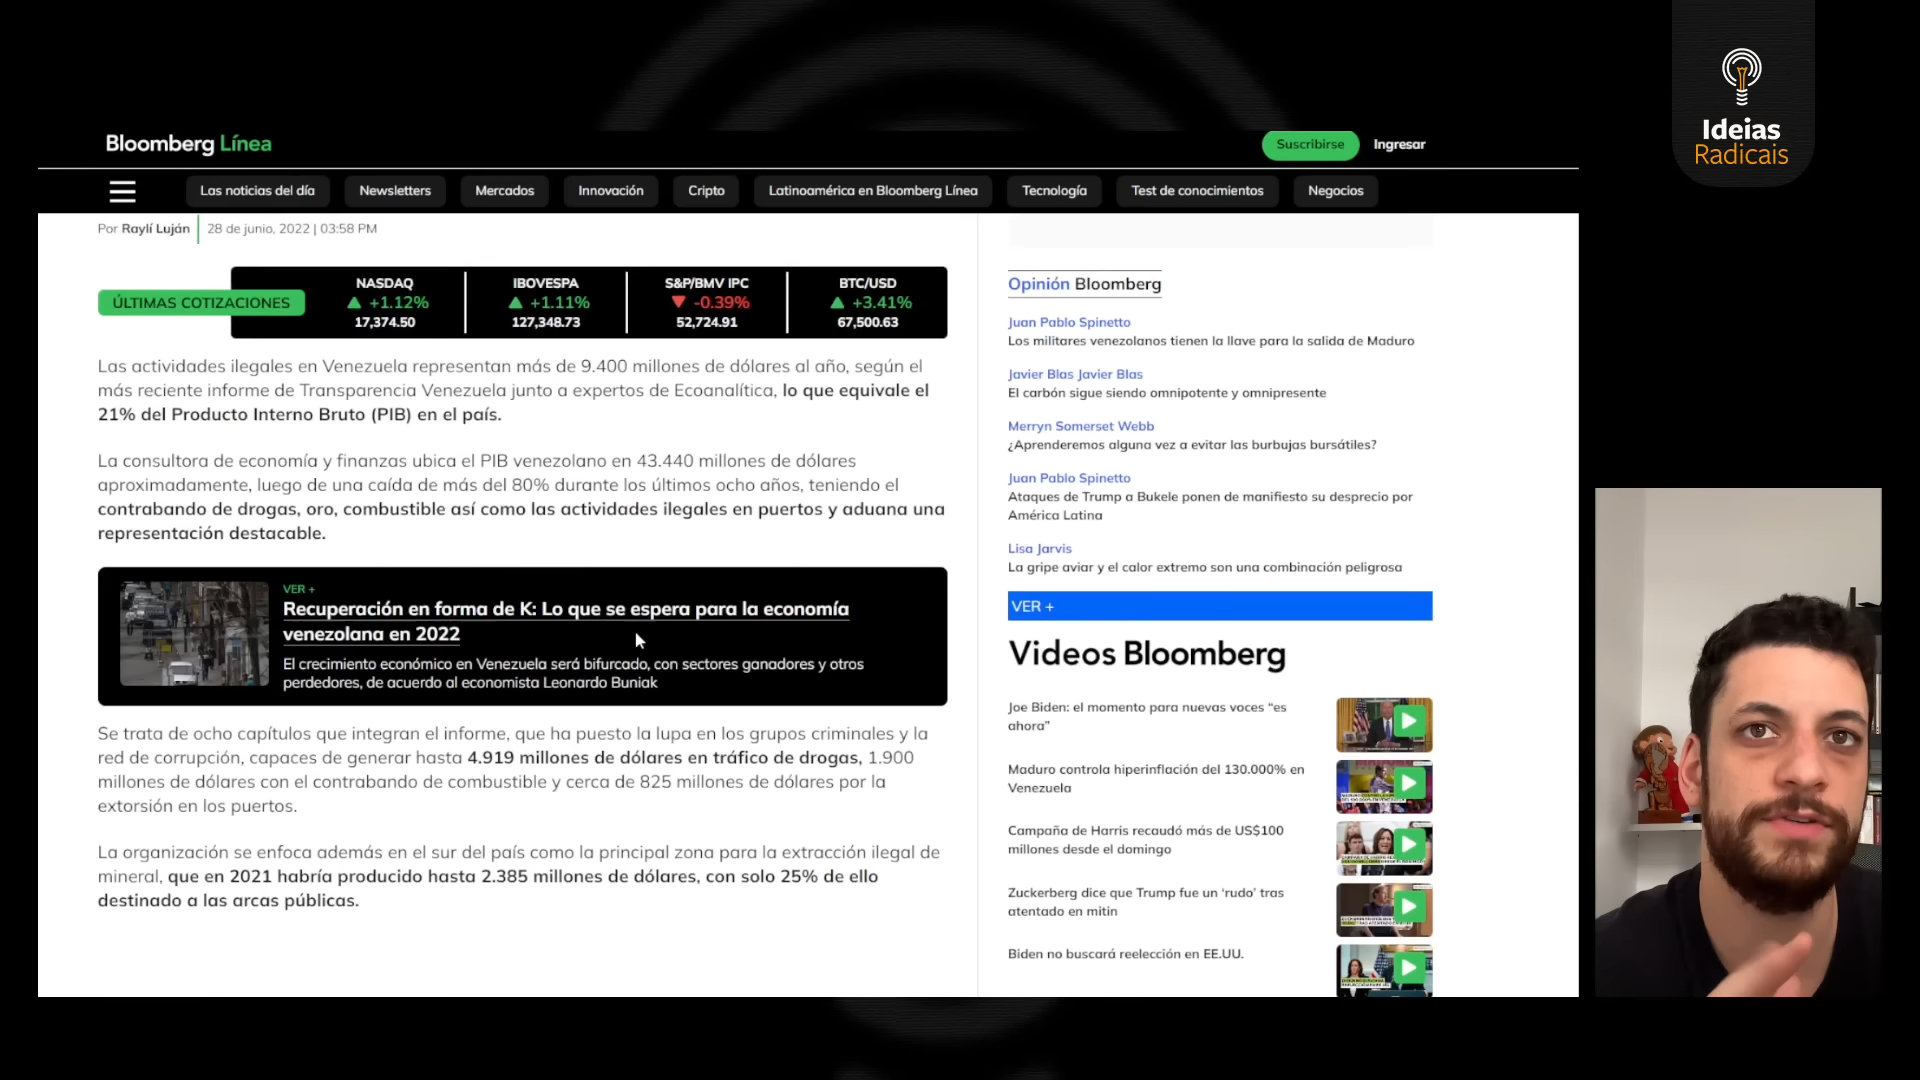 Ideias
Radicais
Bloomberg Línea
Suscribirse
Ingresar
Las noticias del día
Newsletters
Mercados
Innovación
Cripto
Latinoamérica en Bloomberg Línea
Tecnología
Test de conocimientos
Negocios
Por Raylí Luján
28 de junio, 2022 | 03:58 PM
ÚLTIMAS COTIZACIONES
NASDAQ
+1.12%
17,374.50
IBOVESPA
+1.11%
127,348.73
S&P/BMV IPC
-0.39%
52,724.91
BTC/USD
+3.41%
67,500.63
Las actividades ilegales en Venezuela representan más de 9.400 millones de dólares al año, según el
más reciente informe de Transparencia Venezuela junto a expertos de Ecoanalítica, lo que equivale el
21% del Producto Interno Bruto (PIB) en el país.
La consultora de economía y finanzas ubica el PIB venezolano en 43.440 millones de dólares
aproximadamente, luego de una caída de más del 80% durante los últimos ocho años, teniendo el
contrabando de drogas, oro, combustible así como las actividades ilegales en puertos y aduana una
representación destacable.
VER +
Recuperación en forma de K: Lo que se espera para la economía
venezolana en 2022
El crecimiento económico en Venezuela será bifurcado, con sectores ganadores y otros
perdedores, de acuerdo al economista Leonardo Buniak
Se trata de ocho capítulos que integran el informe, que ha puesto la lupa en los grupos criminales y la
red de corrupción, capaces de generar hasta 4.919 millones de dólares en tráfico de drogas, 1.900
millones de dólares con el contrabando de combustible y cerca de 825 millones de dólares por la
extorsión en los puertos.
La organización se enfoca además en el sur del país como la principal zona para la extracción ilegal de
mineral, que en 2021 habría producido hasta 2.385 millones de dólares, con solo 25% de ello
destinado a las arcas públicas.
Opinión Bloomberg
Juan Pablo Spinetto
Los militares venezolanos tienen la llave para la salida de Maduro
Javier Blas Javier Blas
El carbón sigue siendo omnipotente y omnipresente
Merryn Somerset Webb
¿Aprenderemos alguna vez a evitar las burbujas bursátiles?
Juan Pablo Spinetto
Ataques de Trump a Bukele ponen de manifiesto su desprecio por
América Latina
Lisa Jarvis
La gripe aviar y el calor extremo son una combinación peligrosa
VER +
Videos Bloomberg
Joe Biden: el momento para nuevas voces “es
ahora”
Maduro controla hiperinflación del 130.000% en
Venezuela
Campaña de Harris recaudó más de US$100
millones desde el domingo
Zuckerberg dice que Trump fue un ‘rudo’ tras
atentado en mitin
Biden no buscará reelección en EE.UU.